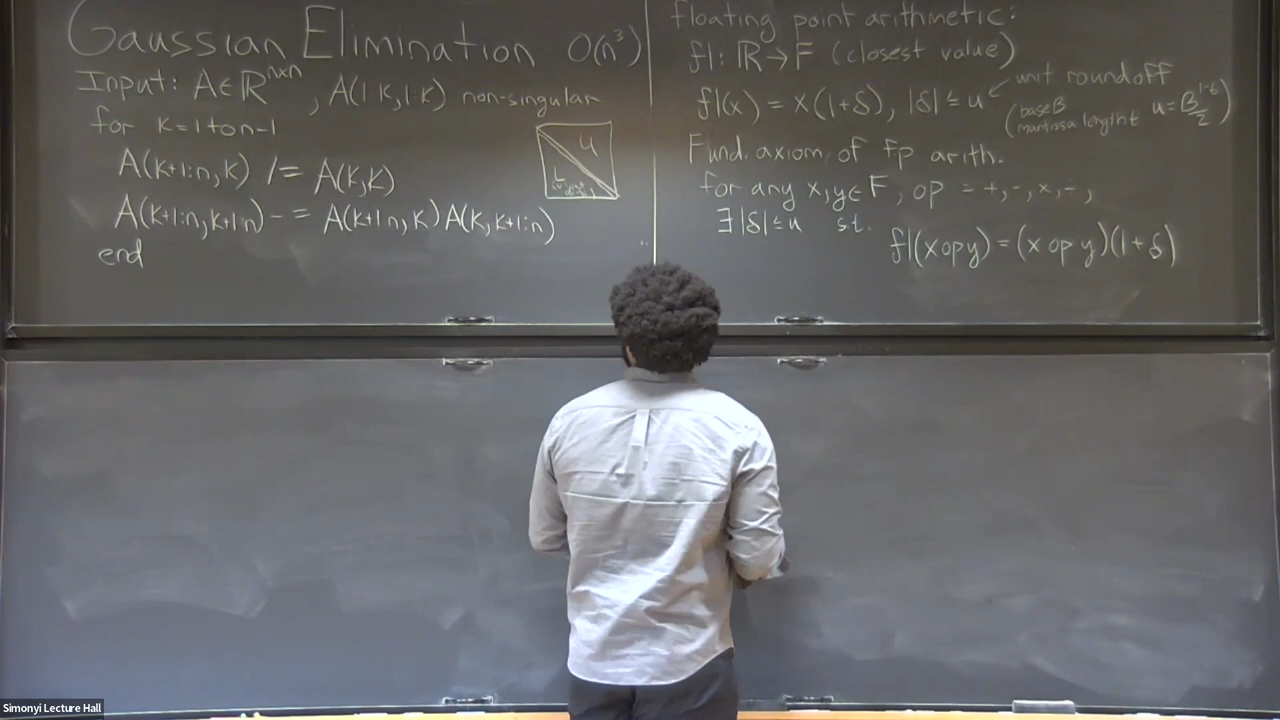 Gaussian Elimination O(n³)
Input: A∈ℝⁿˣⁿ, A(1:k,1:k) non-singular
for k=1 to n-1
A(k+1:n,k) /= A(k,k)
A(k+1:n,k+1:n) -= A(k+1:n,k)A(k,k+1:n)
end
U
L
floating point arithmetic:
fl: ℝ→F (closest value)
fl(x) = x(1+δ), |δ|≤u
unit roundoff
(base β
mantissa length t u = β^(1-t)/2)
Fund. axiom of fp arith.
for any x,y∈F, op = +,-,×,÷,
∃|δ|≤u st.
fl(x op y) = (x op y)(1+δ)
Simonyi Lecture Hall